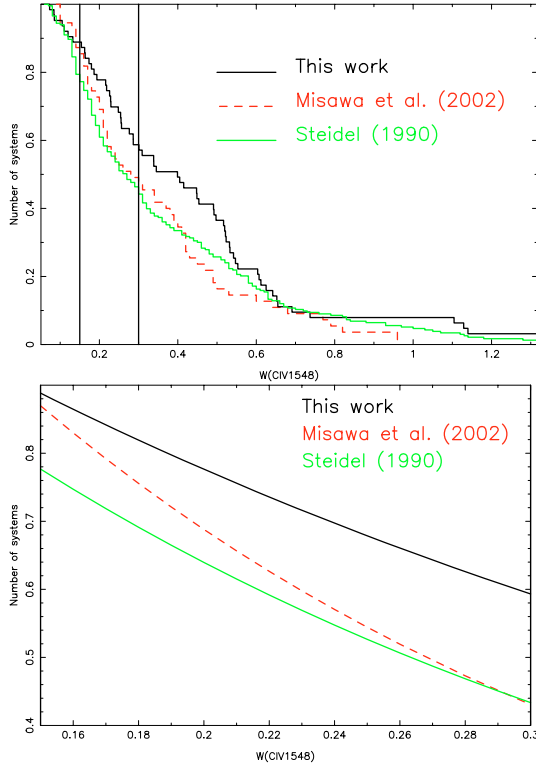 This work
Misawa et al. (2002)
Steidel (1990)
Number of systems
0 0.2 0.4 0.6 0.8
0.2 0.4 0.6 0.8 1 1.2
W(CIV1548)
This work
Misawa et al. (2002)
Steidel (1990)
Number of systems
0.4 0.5 0.6 0.7 0.8
0.16 0.18 0.2 0.22 0.24 0.26 0.28 0.3
W(CIV1548)